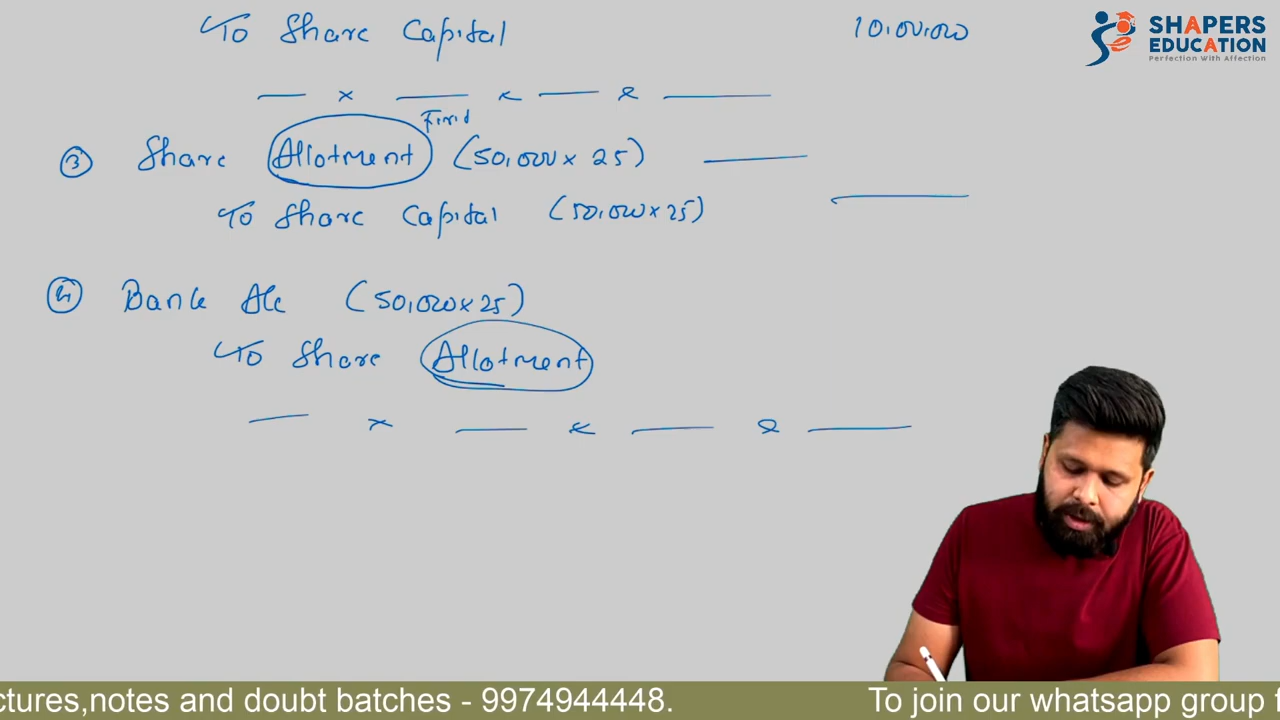 To Share Capital 10,00,000
SHAPERS
EDUCATION
Perfection With Affection
Fixed
③ Share Allotment (50,000 x 25)
To Share Capital (50,000 x 25)
④ Bank A/c (50,000 x 25)
To Share Allotment
ctures,notes and doubt batches - 9974944448. To join our whatsapp group f